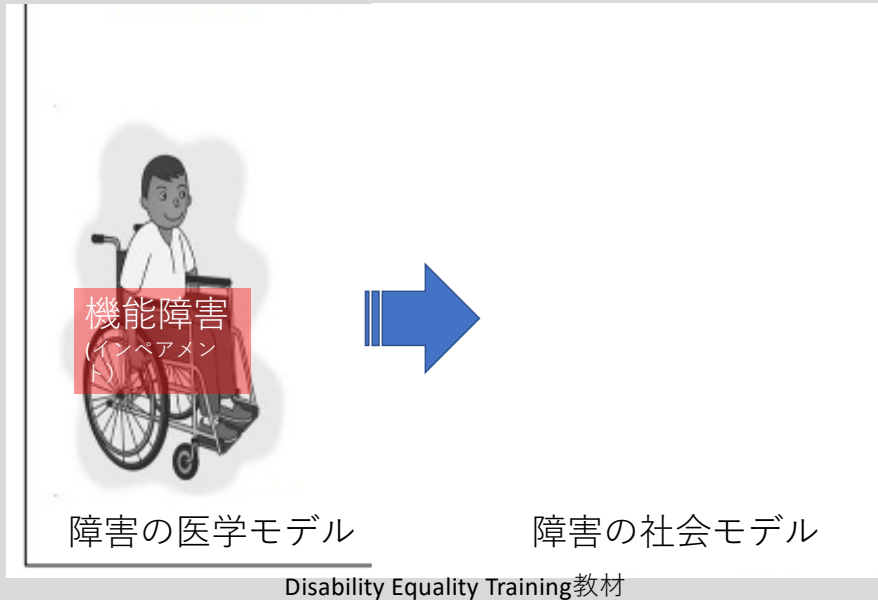 機能障害
(インペアメン
ト)
障害の医学モデル
障害の社会モデル
Disability Equality Training教材